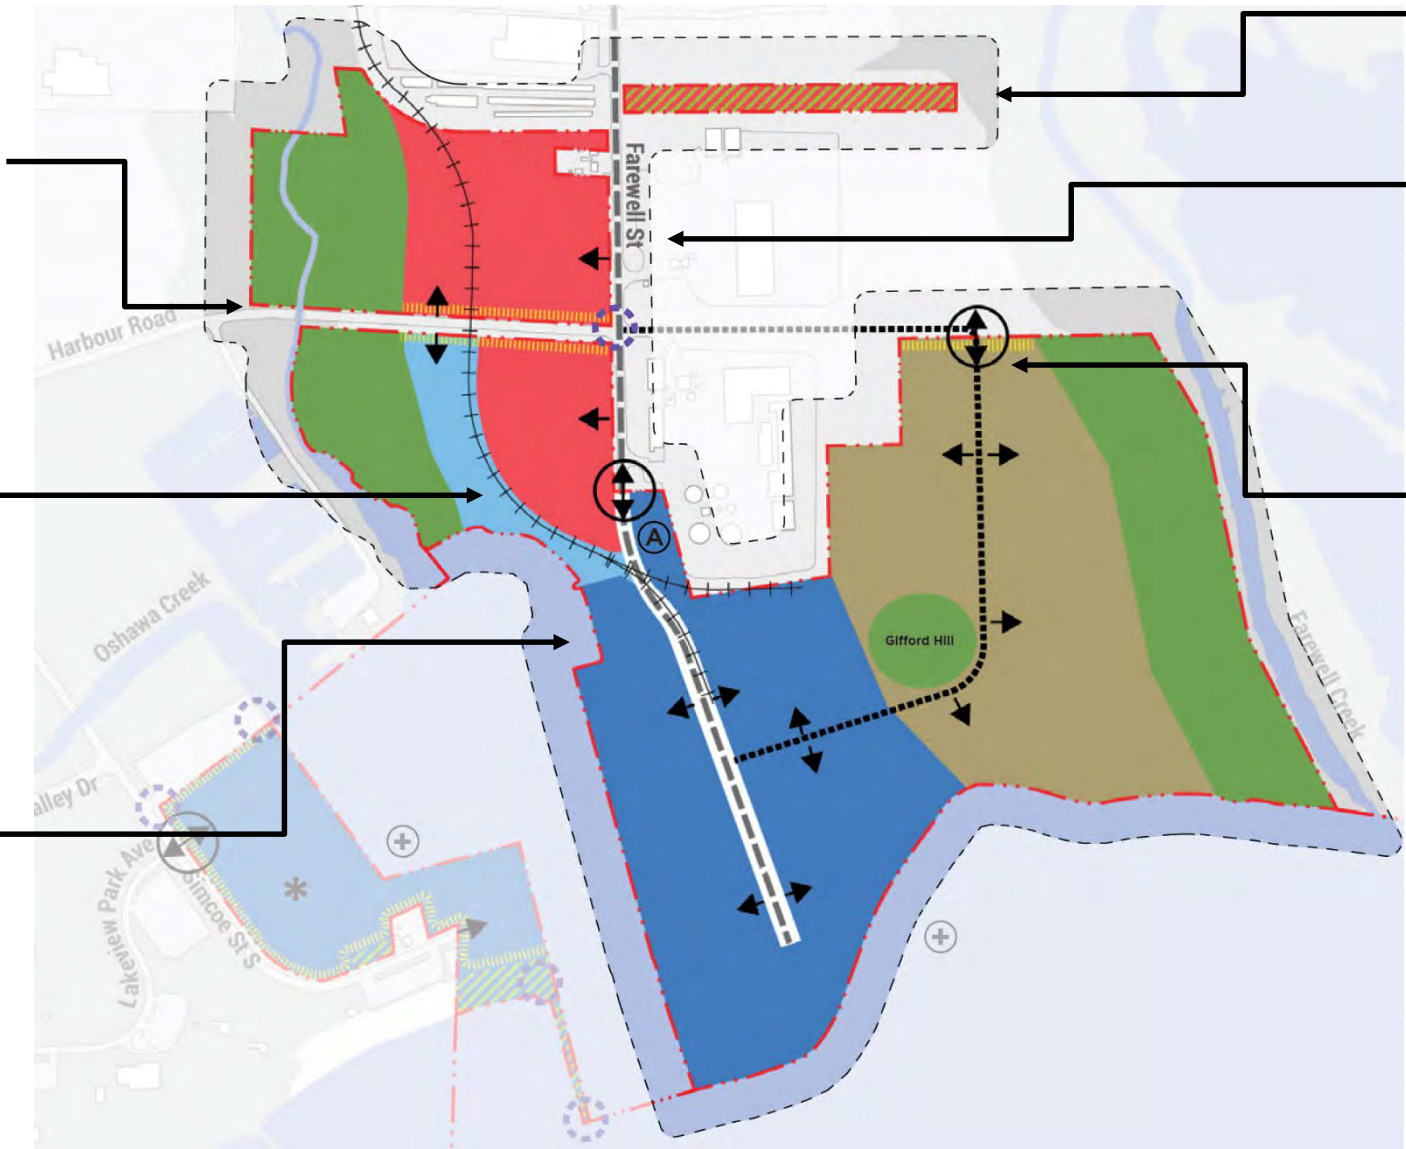 Farewell St
Harbour Road
A
Oshawa Creek
Gifford Hill
Farewell Creek
alley Dr
Lakeview Park Ave
Simcoe St S
*